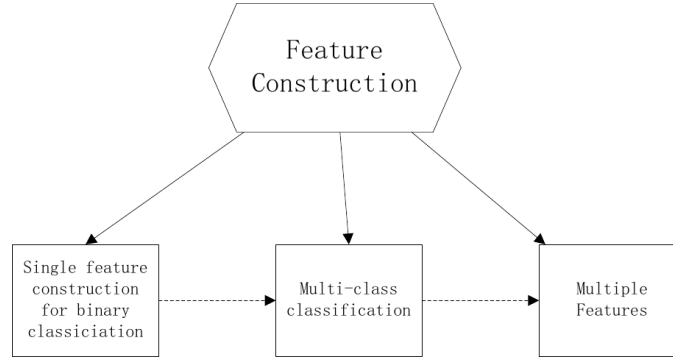 Feature
Construction
Single feature
construction
for binary
classiciation
Multi-class
classification
Multiple
Features